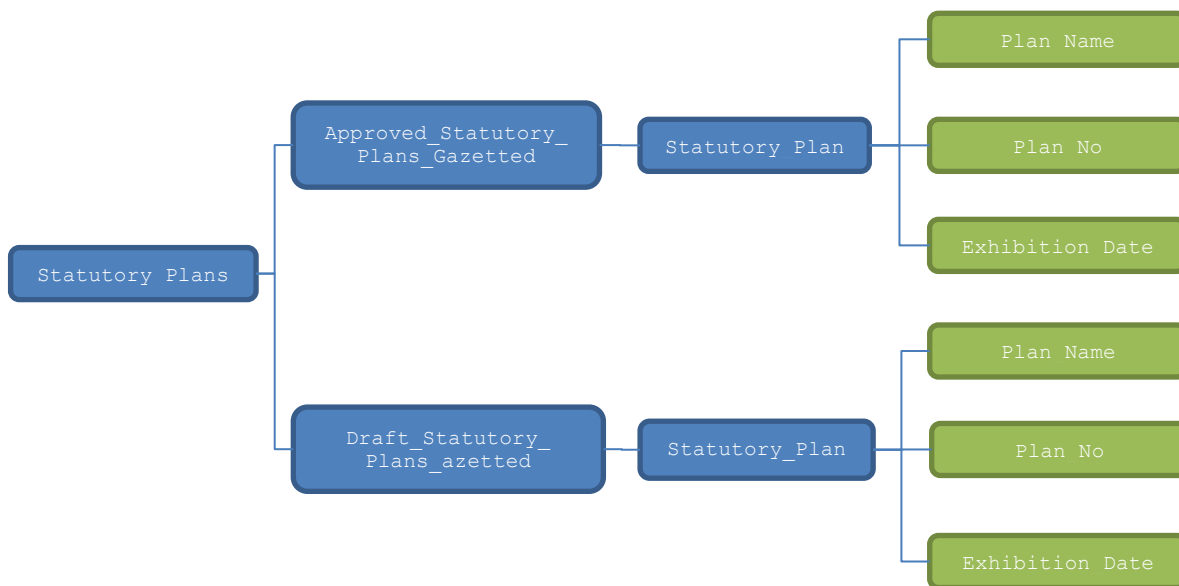 Statutory Plans
Approved_Statutory_
Plans_Gazetted
Statutory Plan
Plan Name
Plan No
Exhibition Date
Draft_Statutory_
Plans_azetted
Statutory_Plan
Plan Name
Plan No
Exhibition Date